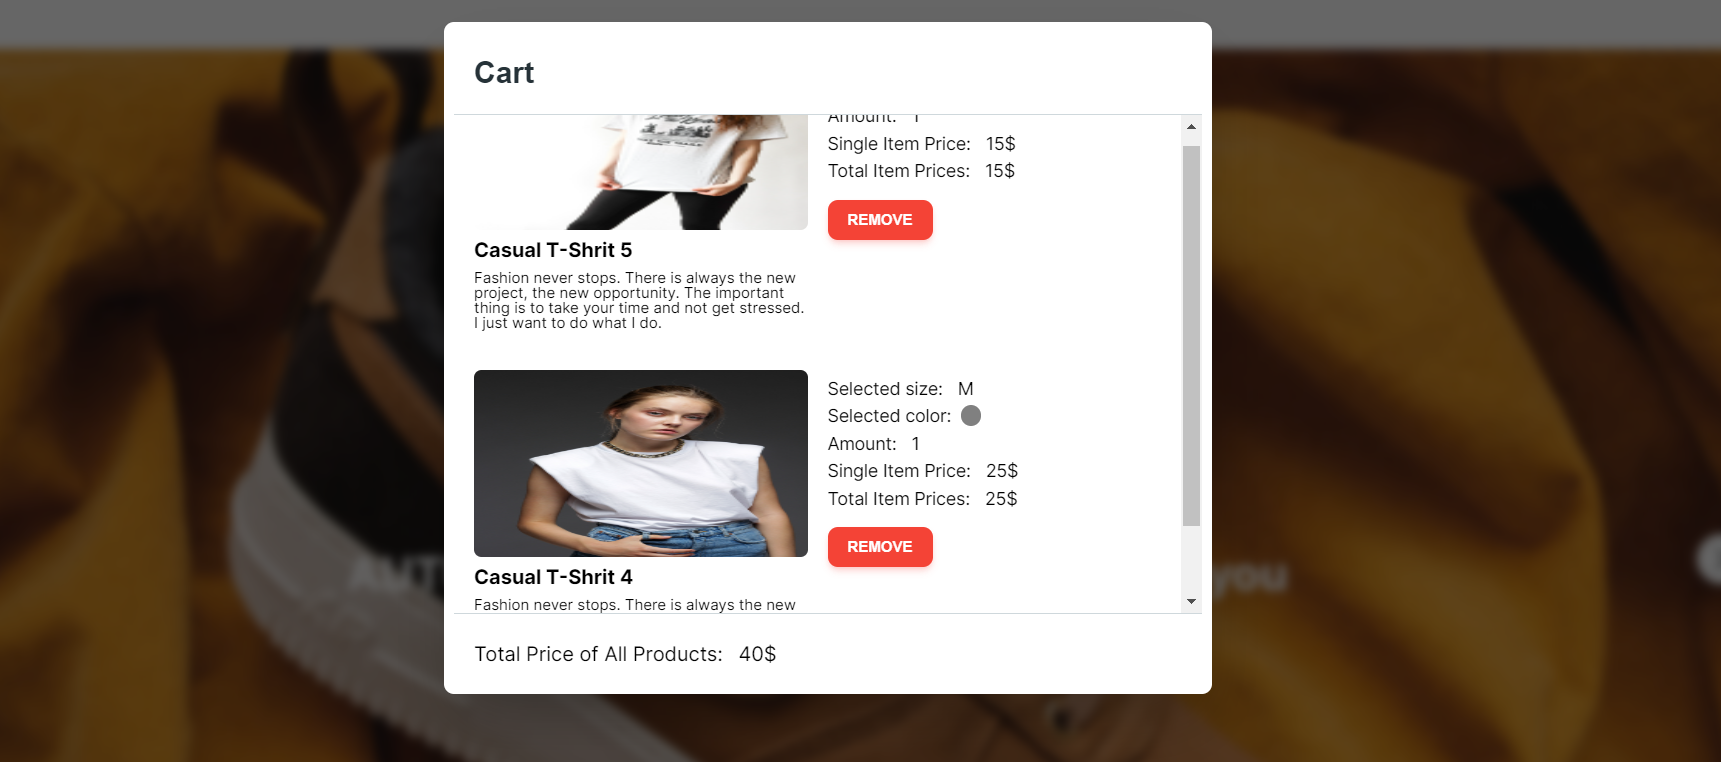 Cart
Amount: 1
Single Item Price: 15$
Total Item Prices: 15$
REMOVE
Casual T-Shrit 5
Fashion never stops. There is always the new
project, the new opportunity. The important
thing is to take your time and not get stressed.
I just want to do what I do.
Selected size: M
Selected color:
Amount: 1
Single Item Price: 25$
Total Item Prices: 25$
REMOVE
Casual T-Shrit 4
Fashion never stops. There is always the new
you
Total Price of All Products: 40$